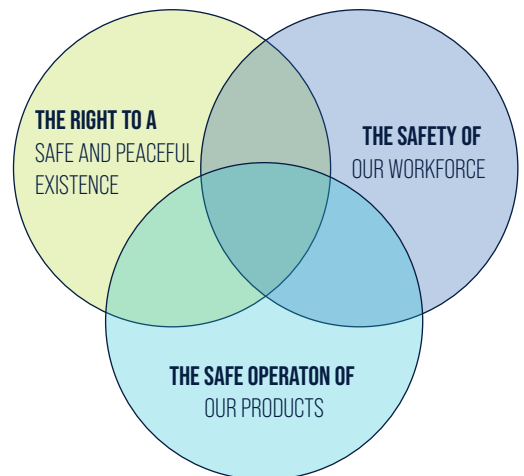 THE RIGHT TO A
SAFE AND PEACEFUL
EXISTENCE
THE SAFETY OF
OUR WORKFORCE
THE SAFE OPERATON OF
OUR PRODUCTS